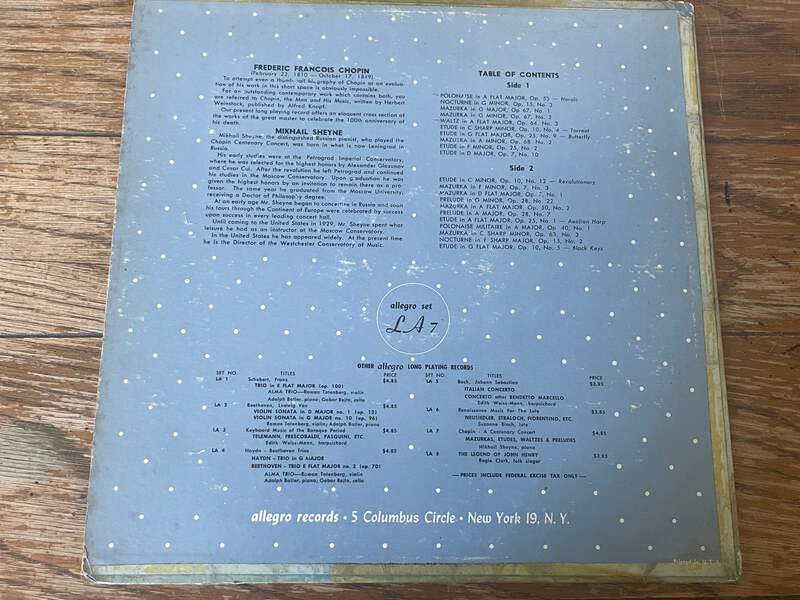 FREDERIC FRANCOIS CHOPIN
(February 22, 1810 — October 17, 1849)
To attempt even a thumb-nail biography of Chopin or an evalua-
tion of his work in this short space is obviously impossible.
For an outstanding contemporary work which contains both, you
are referred to Chopin, the Man and His Music, written by Herbert
Weinstock, published by Alfred Knopf.
Our present long playing record offers an eloquent cross section of
the works of the great master to celebrate the 100th anniversary of
his death.
MIKHAIL SHEYNE
Mikhail Sheyne, the distinguished Russian pianist, who played the
Chopin Centenary Concert, was born in what is now Leningrad in
Russia.
His early studies were at the Petrograd Imperial Conservatory,
where he was selected for the highest honors by Alexander Glazunov
and Cesar Cui. After the revolution he left Petrograd and continued
his studies in the Moscow Conservatory. Upon graduation he was
given the highest honors by an invitation to remain there as a pro-
fessor. The same year he graduated from the Moscow University,
receiving a Doctor of Philosophy degree.
At an early age Mr. Sheyne began to concertize in Russia and soon
his tours through the Continent of Europe were celebrated by success
upon success in every leading concert hall.
Until coming to the United States in 1929, Mr. Sheyne spent what
leisure he had as an instructor at the Moscow Conservatory.
In the United States he has appeared widely. At the present time
he is the Director of the Westchester Conservatory of Music.
TABLE OF CONTENTS
Side 1
POLONAISE in A FLAT MAJOR, Op. 53 — Heroic
NOCTURNE in G MINOR, Op. 15, No. 3
MAZURKA in G MAJOR, Op. 67, No. 1
MAZURKA in G MINOR, Op. 67, No. 2
WALTZ in A FLAT MAJOR, Op. 64, No. 3
ETUDE in C SHARP MINOR, Op. 10, No. 4 — Torrent
ETUDE in G FLAT MAJOR, Op. 25, No. 9 — Butterfly
MAZURKA in A MINOR, Op. 68, No. 2
ETUDE in F MINOR, Op. 25, No. 2
ETUDE in D MAJOR, Op. 7, No. 10
Side 2
ETUDE in C MINOR, Op. 10, No. 12 — Revolutionary
MAZURKA in F MINOR, Op. 7, No. 3
MAZURKA in D FLAT MAJOR, Op. No. 1
PRELUDE in G MINOR, Op. 28, No. 22
MAZURKA in A FLAT MAJOR, Op. 50, No. 2
PRELUDE in A MAJOR, Op. 28, No. 7
ETUDE in A FLAT MAJOR, Op. 25, No. 1 — Aeolian Harp
POLONAISE MILITAIRE in A MAJOR, Op. 40, No. 1
MAZURKA in C SHARP MINOR, Op. 63, No. 3
NOCTURNE in F SHARP MAJOR, Op. 15, No. 2
ETUDE in G FLAT MAJOR, Op. 10, No. 5 — Black Keys
allegro set
LA 7
OTHER allegro LONG PLAYING RECORDS
SET NO. TITLES PRICE
LA 1 Schubert, Franz $4.85
TRIO in E FLAT MAJOR (op. 100)
ALMA TRIO—Roman Totenberg, violin
Adolph Baller, piano; Gabor Rejto, cello
LA 2 Beethoven, Ludwig Van $4.85
VIOLIN SONATA in D MAJOR no. 1 (op. 12)
VIOLIN SONATA in G MAJOR no. 10 (op. 96)
Roman Totenberg, violin; Adolph Baller, piano
LA 3 Keyboard Music of the Baroque Period $4.85
TELEMANN, FRESCOBALDI, PASQUINI, ETC.
Edith Weiss-Mann, harpsichord
LA 4 Haydn - Beethoven Trios $4.85
HAYDN - TRIO in G MAJOR
BEETHOVEN - TRIO E FLAT MAJOR no. 2 (op. 70)
ALMA TRIO—Roman Totenberg, violin
Adolph Baller, piano; Gabor Rejto, cello
SET NO. TITLES PRICE
LA 5 Bach, Johann Sebastian $3.85
ITALIAN CONCERTO
CONCERTO after BENEDETTO MARCELLO
Edith Weiss-Mann, harpsichord
LA 6 Renaissance Music For The Lute $3.85
NEUSIEDLER, STRALOCH, FIORENTINO, ETC.
Suzanne Bloch, lute
LA 7 Chopin - A Centenary Concert $4.85
MAZURKAS, ETUDES, WALTZES & PRELUDES
Mikhail Sheyne, piano
LA 8 THE LEGEND OF JOHN HENRY $3.85
Bogia Clark, folk singer
— PRICES INCLUDE FEDERAL EXCISE TAX ONLY —
allegro records • 5 Columbus Circle • New York 19, N. Y.